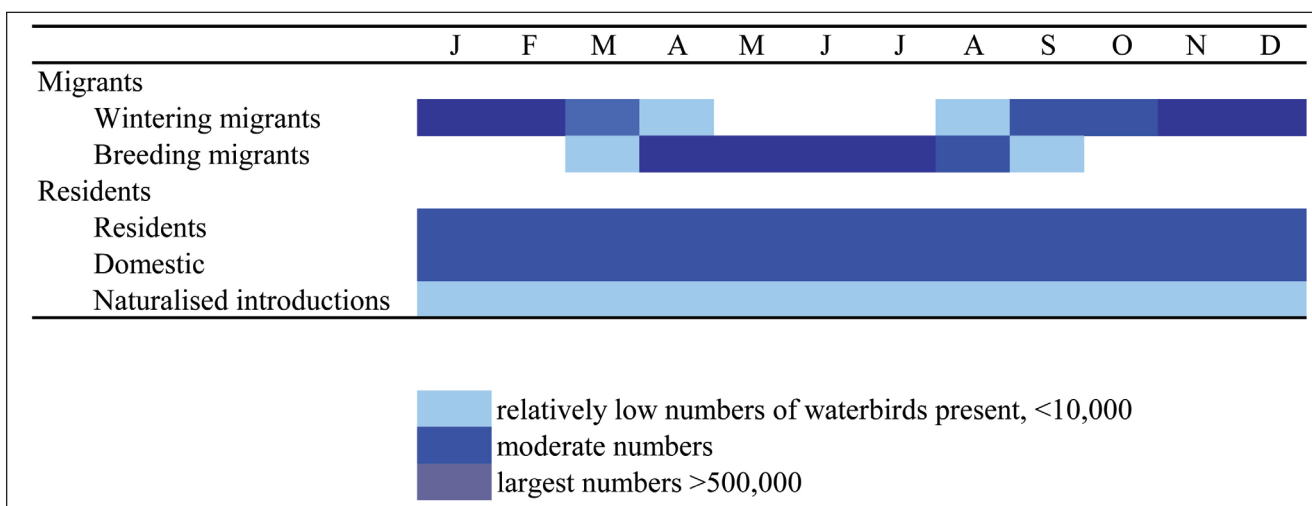 J F M A M J J A S O N D
Migrants
Wintering migrants
Breeding migrants
Residents
Residents
Domestic
Naturalised introductions
relatively low numbers of waterbirds present, <10,000
moderate numbers
largest numbers >500,000